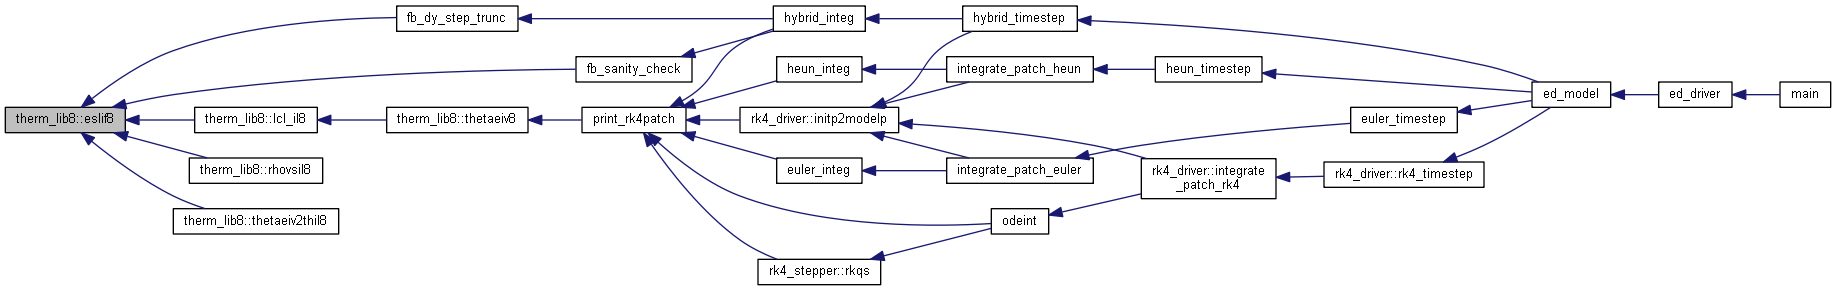 therm_lib8::eslif8
fb_dy_step_trunc
fb_sanity_check
therm_lib8::lcl_il8
therm_lib8::rhovsil8
therm_lib8::thetaeiv2thil8
therm_lib8::thetaeiv8
print_rk4patch
hybrid_integ
heun_integ
rk4_driver::initp2modelp
euler_integ
rk4_stepper::rkqs
hybrid_timestep
integrate_patch_heun
integrate_patch_euler
odeint
heun_timestep
rk4_driver::integrate
_patch_rk4
euler_timestep
rk4_driver::rk4_timestep
ed_model
ed_driver
main